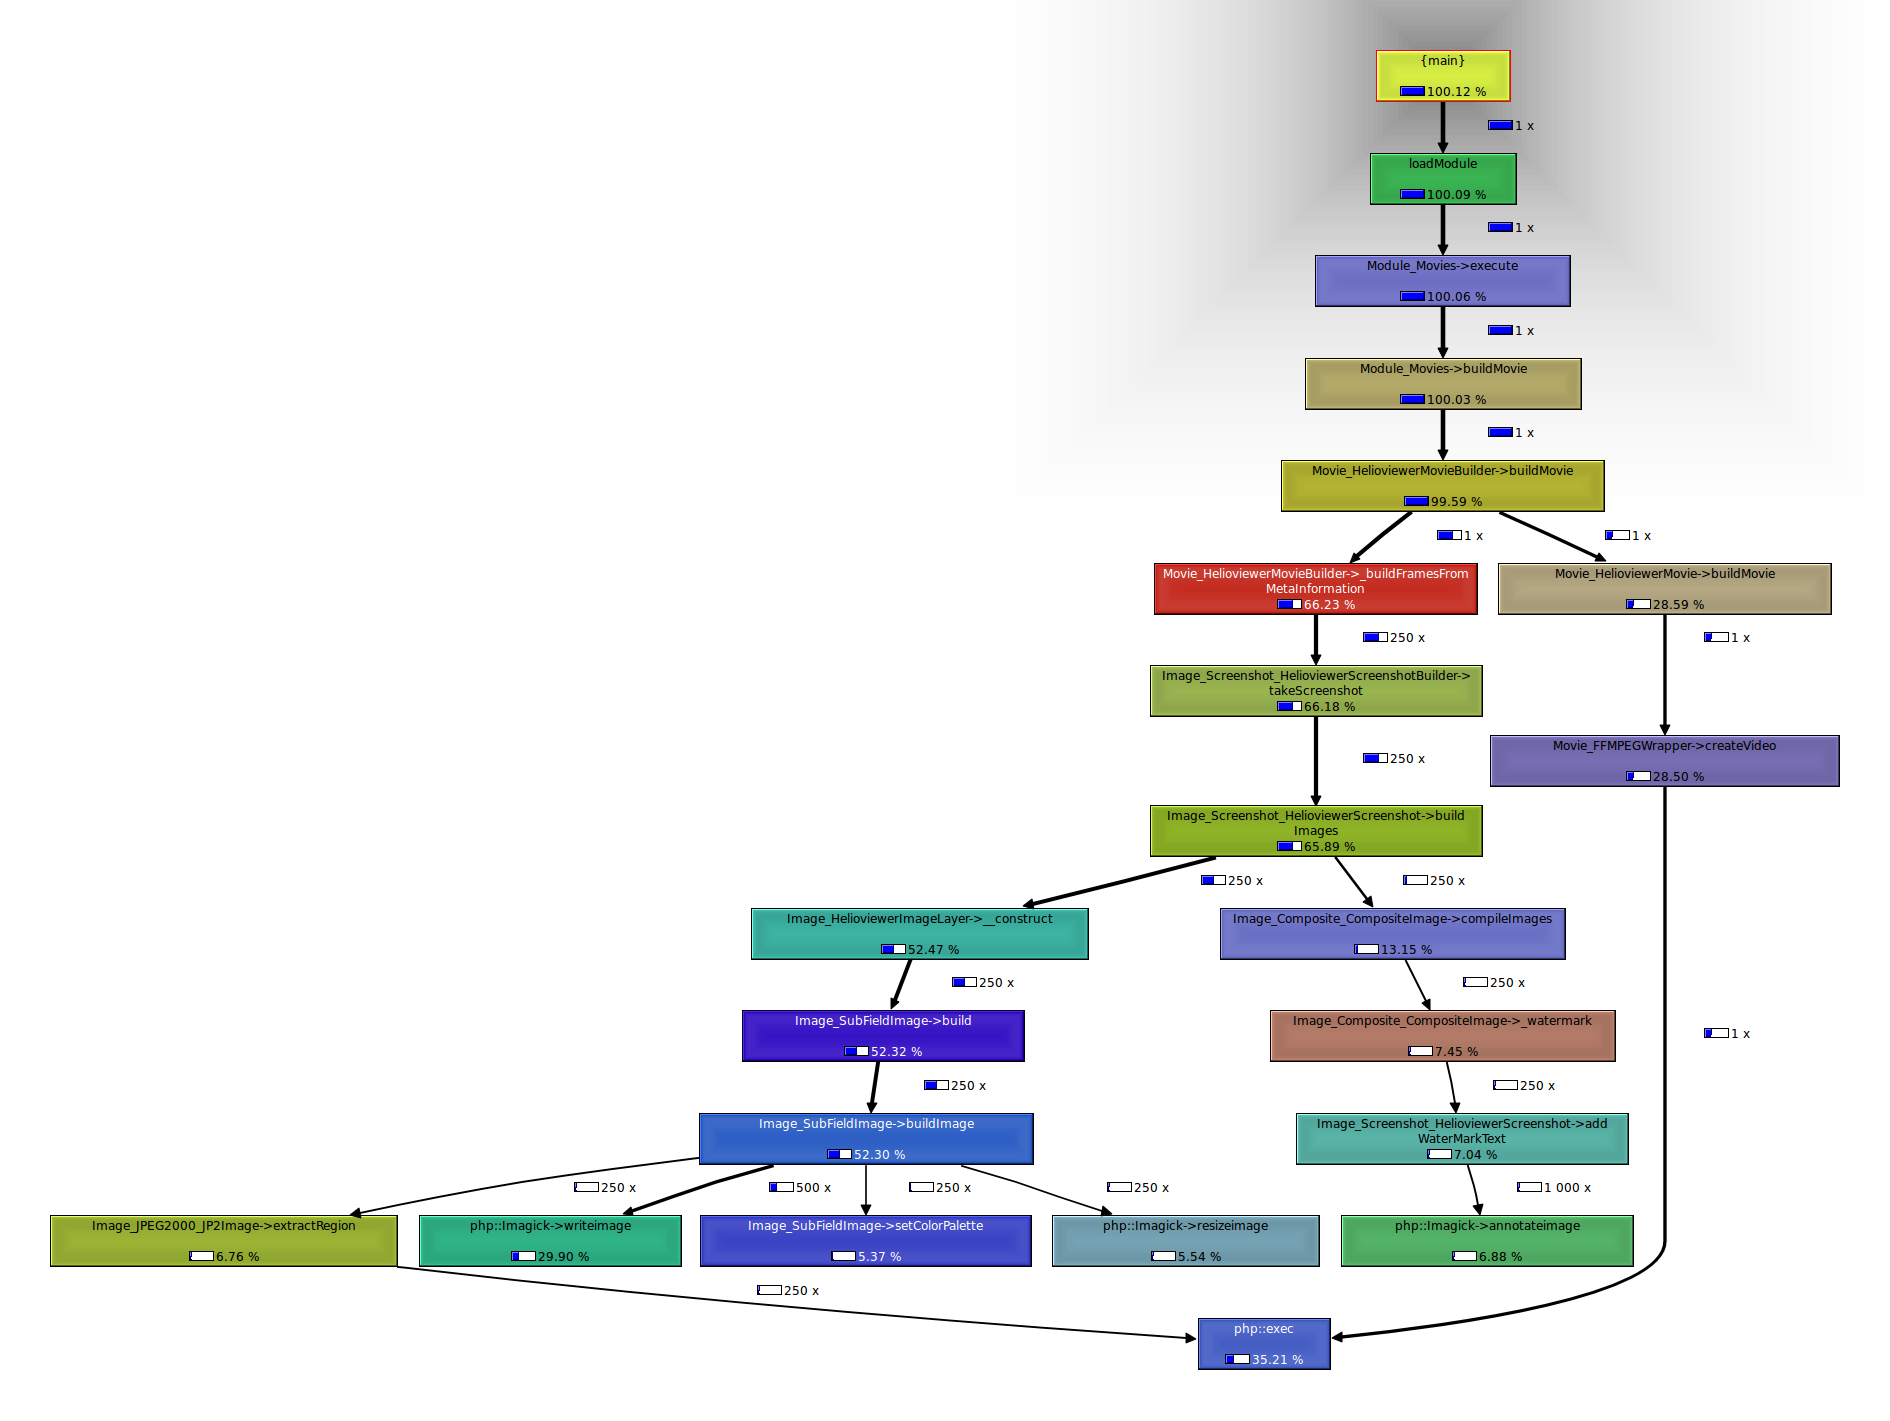 {main}
100.12 %
1 x
loadModule
100.09 %
1 x
Module_Movies->execute
100.06 %
1 x
Module_Movies->buildMovie
100.03 %
1 x
Movie_HelioviewerMovieBuilder->buildMovie
99.59 %
1 x
1 x
Movie_HelioviewerMovieBuilder->_buildFramesFrom
MetaInformation
66.23 %
Movie_HelioviewerMovie->buildMovie
28.59 %
250 x
1 x
Image_Screenshot_HelioviewerScreenshotBuilder->
takeScreenshot
66.18 %
250 x
Movie_FFMPEGWrapper->createVideo
28.50 %
Image_Screenshot_HelioviewerScreenshot->build
Images
65.89 %
250 x
250 x
Image_HelioviewerImageLayer->__construct
52.47 %
Image_Composite_CompositeImage->compileImages
13.15 %
250 x
250 x
Image_SubFieldImage->build
52.32 %
Image_Composite_CompositeImage->_watermark
7.45 %
1 x
250 x
250 x
Image_SubFieldImage->buildImage
52.30 %
Image_Screenshot_HelioviewerScreenshot->add
WaterMarkText
7.04 %
250 x
500 x
250 x
250 x
1 000 x
Image_JPEG2000_JP2Image->extractRegion
6.76 %
php::Imagick->writeimage
29.90 %
Image_SubFieldImage->setColorPalette
5.37 %
php::Imagick->resizeimage
5.54 %
php::Imagick->annotateimage
6.88 %
250 x
php::exec
35.21 %